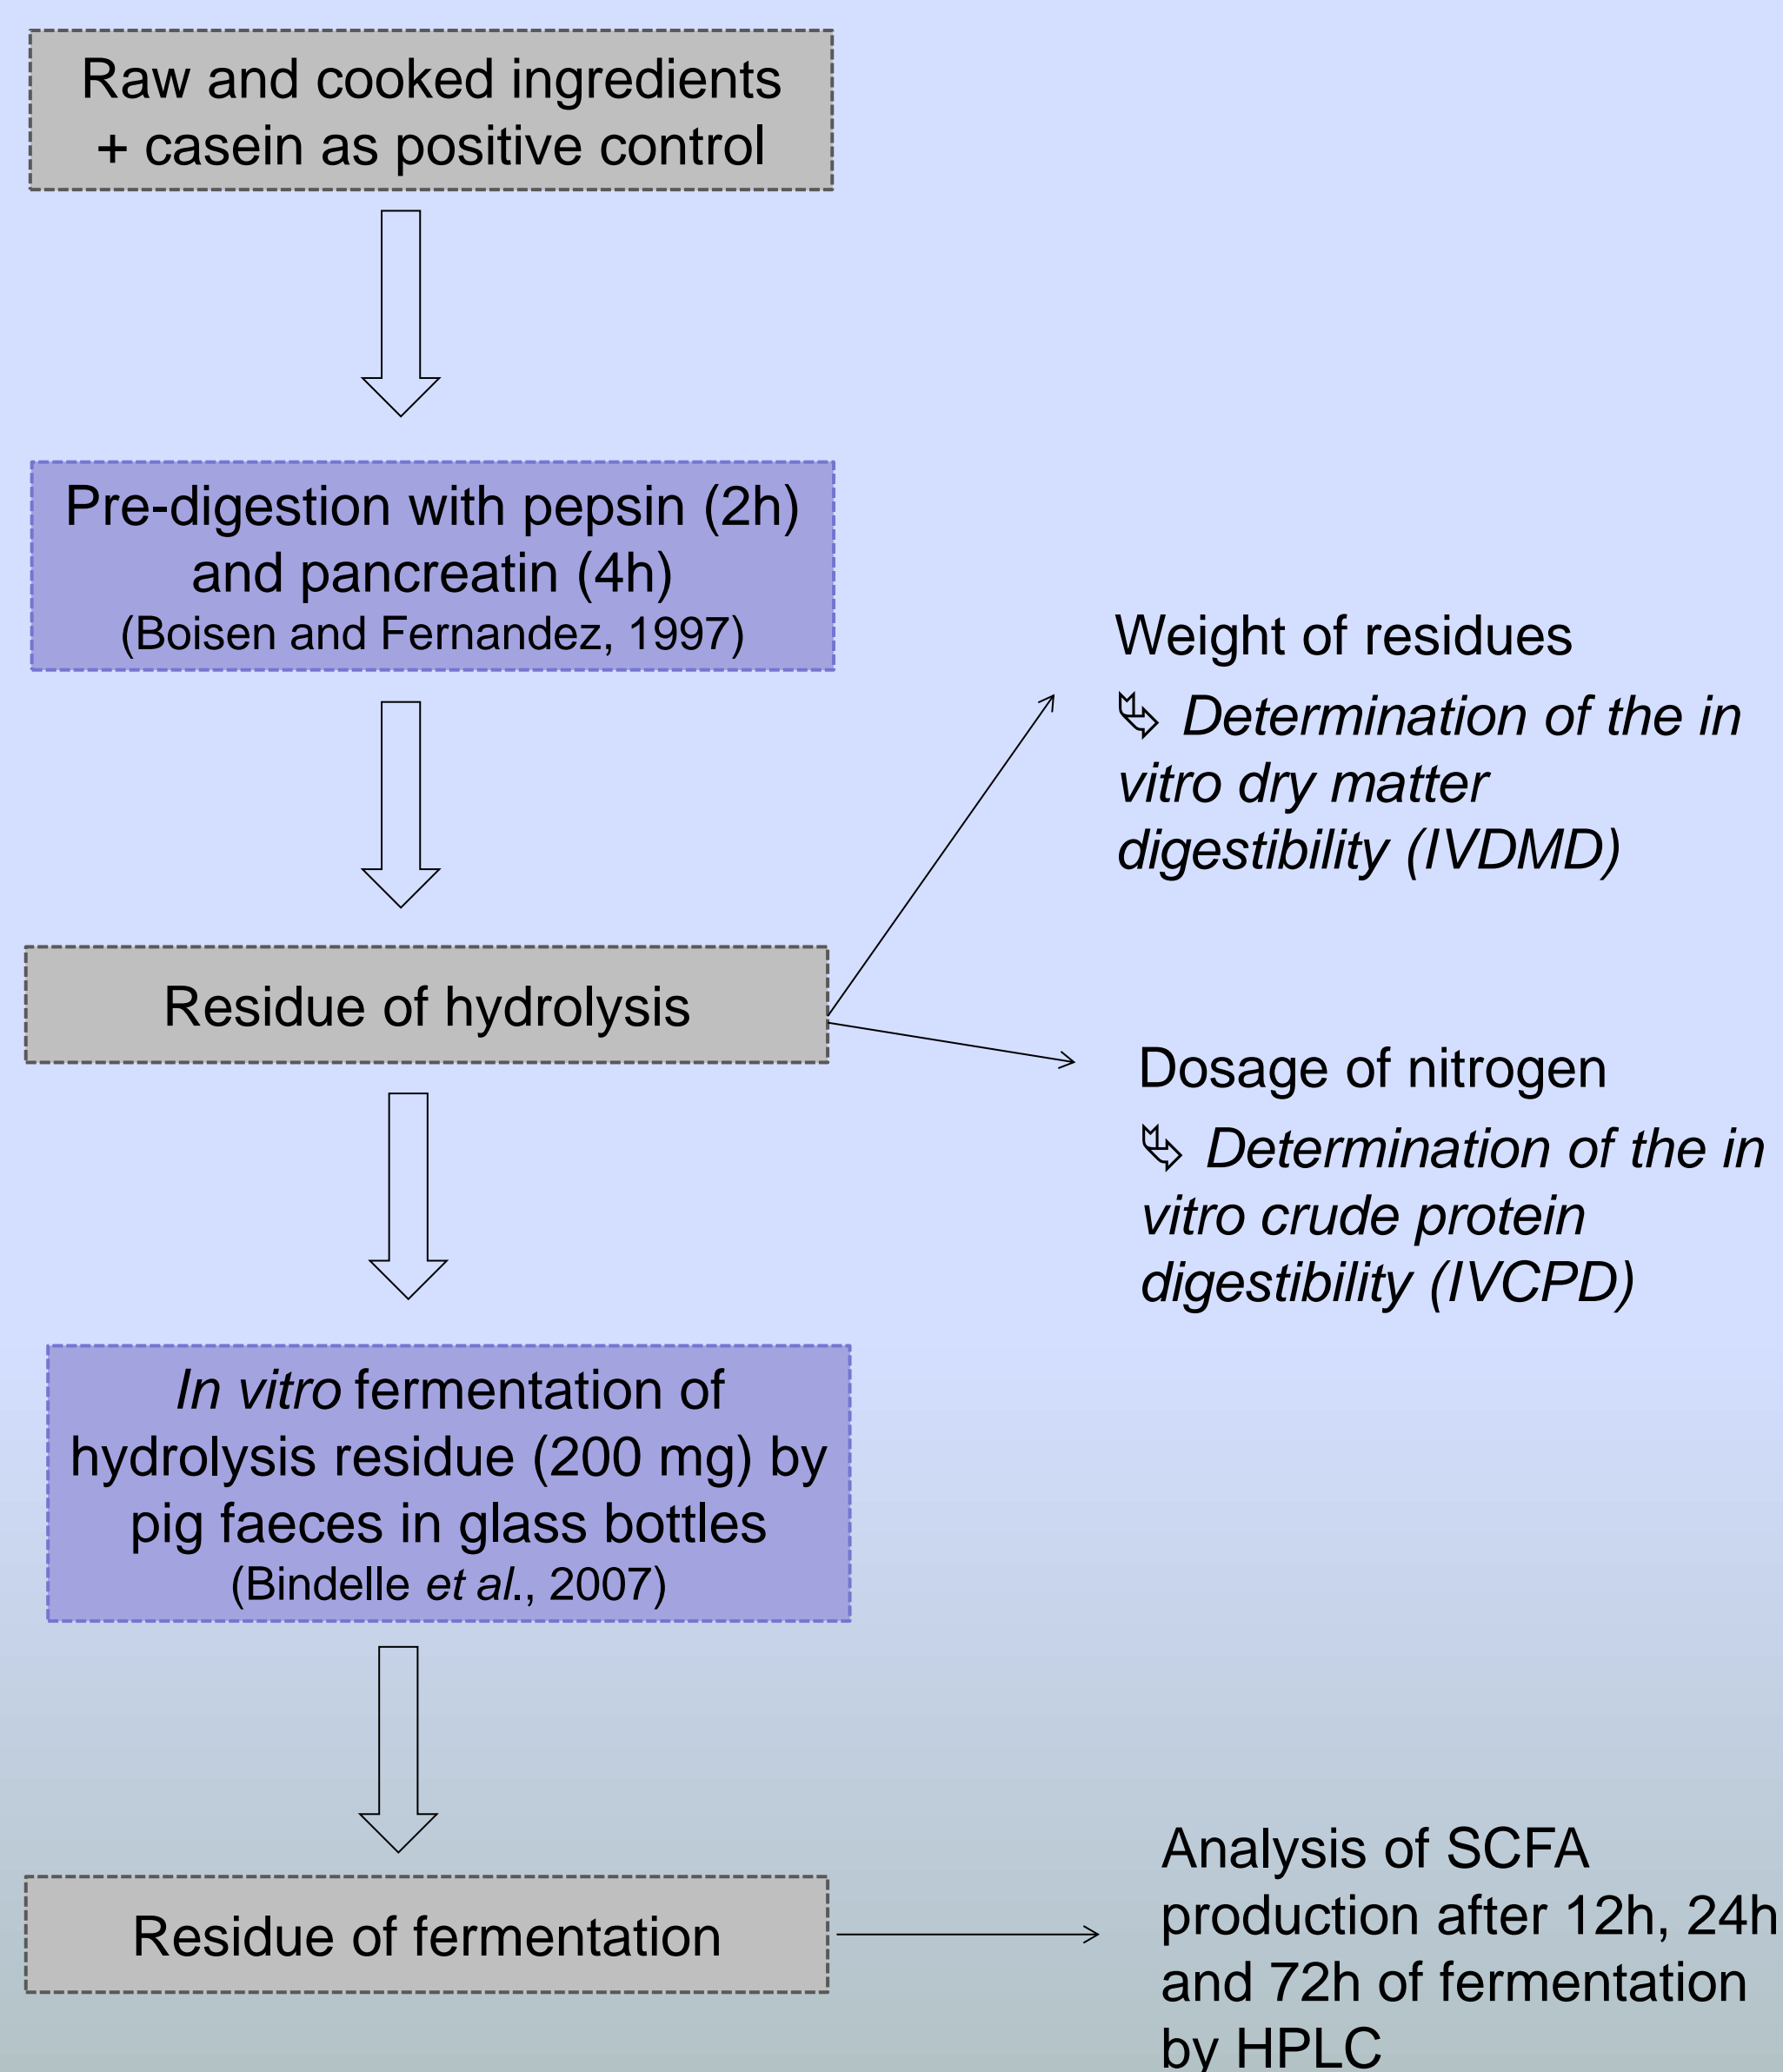 Raw and cooked ingredients
+ casein as positive control
Pre-digestion with pepsin (2h)
and pancreatin (4h)
(Boisen and Fernandez, 1997)
Weight of residues
Determination of the in
vitro dry matter
digestibility (IVDMD)
Residue of hydrolysis
Dosage of nitrogen
Determination of the in
vitro crude protein
digestibility (IVCPD)
In vitro fermentation of
hydrolysis residue (200 mg) by
pig faeces in glass bottles
(Bindelle et al., 2007)
Residue of fermentation
Analysis of SCFA
production after 12h, 24h
and 72h of fermentation
by HPLC